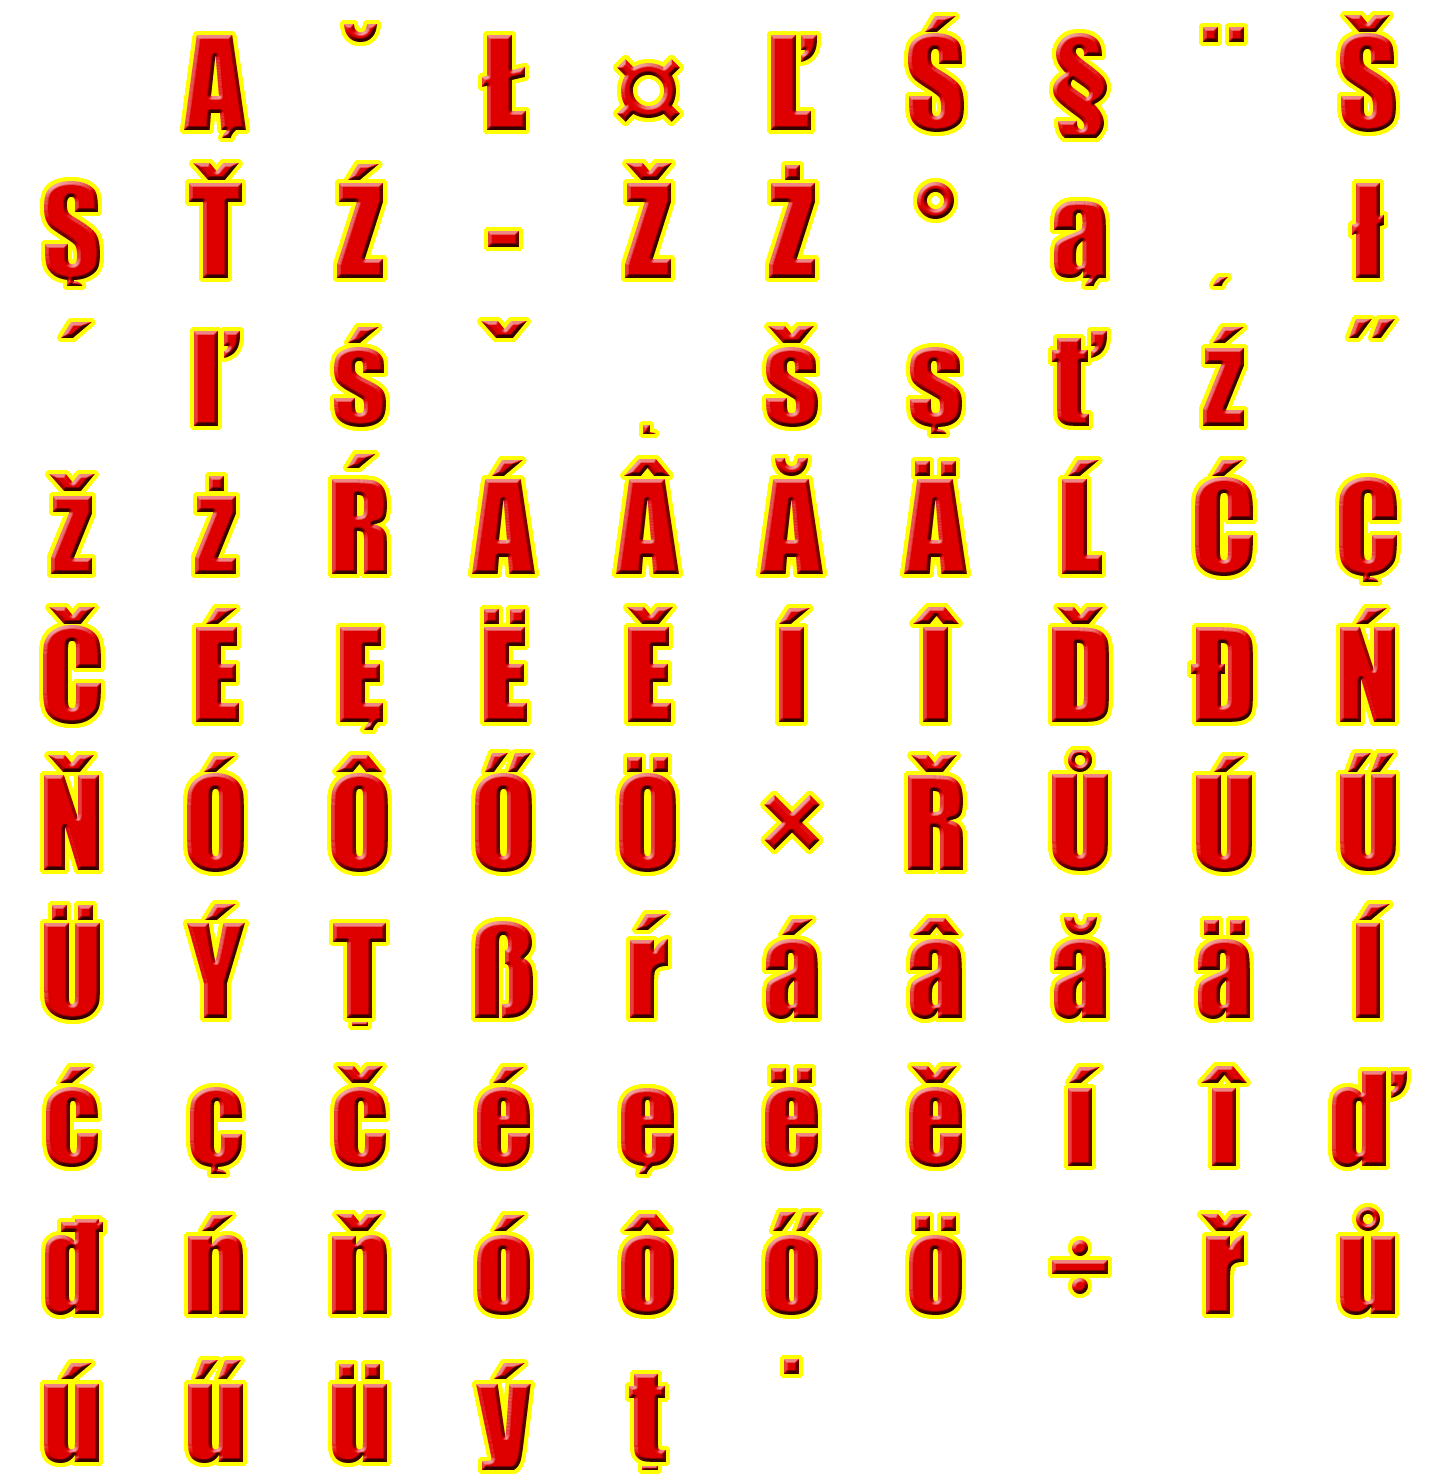 Ą ˘ Ł ¤ Ľ Ś § ¨ Š
Ş Ť Ź - Ž Ż ° ą ˛ ł
´ ľ ś ˇ ¸ š ş ť ź ˝
ž ż Ŕ Á Â Ă Ä Ĺ Ć Ç
Č É Ę Ë Ě Í Î Ď Đ Ń
Ň Ó Ô Ő Ö × Ř Ů Ú Ű
Ü Ý Ţ ß ŕ á â ă ä ĺ
ć ç č é ę ë ě í î ď
đ ń ň ó ô ő ö ÷ ř ů
ú ű ü ý ţ ˙